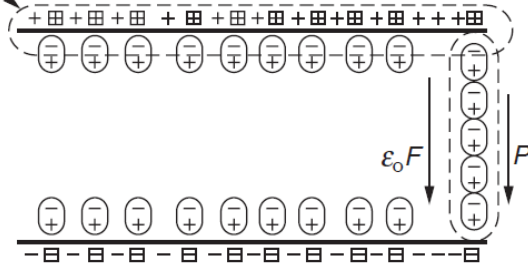 + ⊞ + ⊞ + ⊞ + ⊞ + ⊞ + ⊞ + ⊞ + ⊞ + + + ⊞
− − − − − − − − −
+ + + + + + + + +
ε₀F P
− − − − −
+ + + + +
− − − − − − − − −
+ + + + + + + + +
− ⊟ − ⊟ − ⊟ − ⊟ − ⊟ − ⊟ − ⊟ − ⊟ − − − ⊟